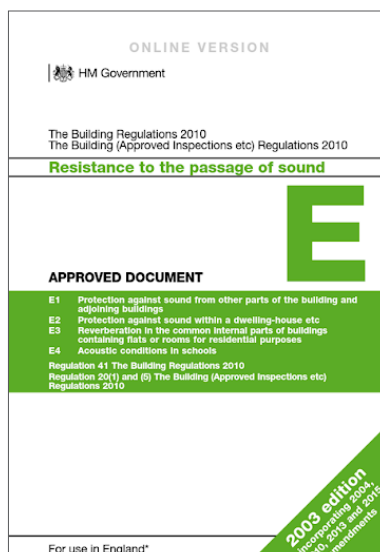 ONLINE VERSION
HM Government
The Building Regulations 2010
The Building (Approved Inspections etc) Regulations 2010
Resistance to the passage of sound
E
APPROVED DOCUMENT
E1 Protection against sound from other parts of the building and
adjoining buildings
E2 Protection against sound within a dwelling-house etc
E3 Reverberation in the common internal parts of buildings
containing flats or rooms for residential purposes
E4 Acoustic conditions in schools
Regulation 41 The Building Regulations 2010
Regulation 20(1) and (5) The Building (Approved Inspections etc)
Regulations 2010
2003 edition
incorporating 2004,
2013 and 2015
amendments
For use in England*